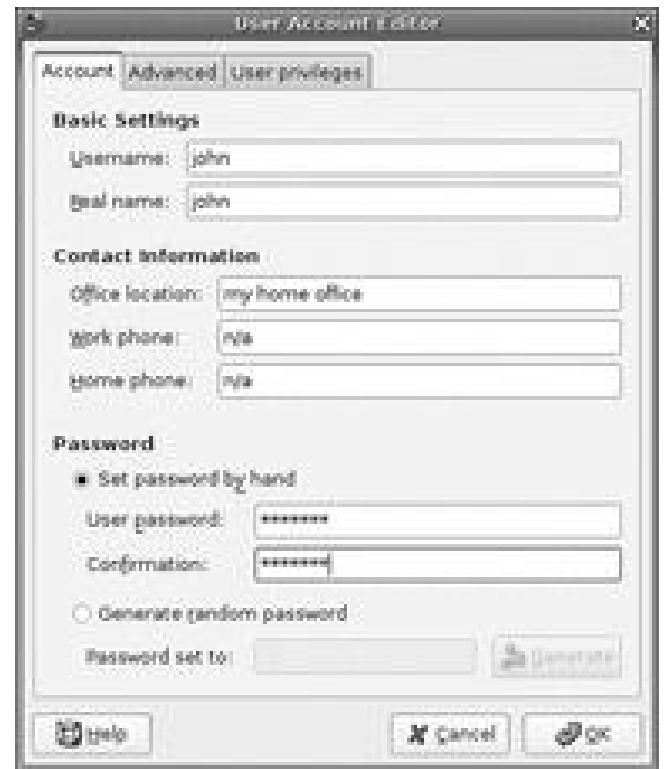 User Account Editor
Account Advanced User privileges
Basic Settings
Username: john
Real name: john
Contact Information
Office location: my home office
Work phone: n/a
Home phone: n/a
Password
Set password by hand
User password: *******
Confirmation: *******
Generate random password
Password set to: Generate
Help Cancel OK